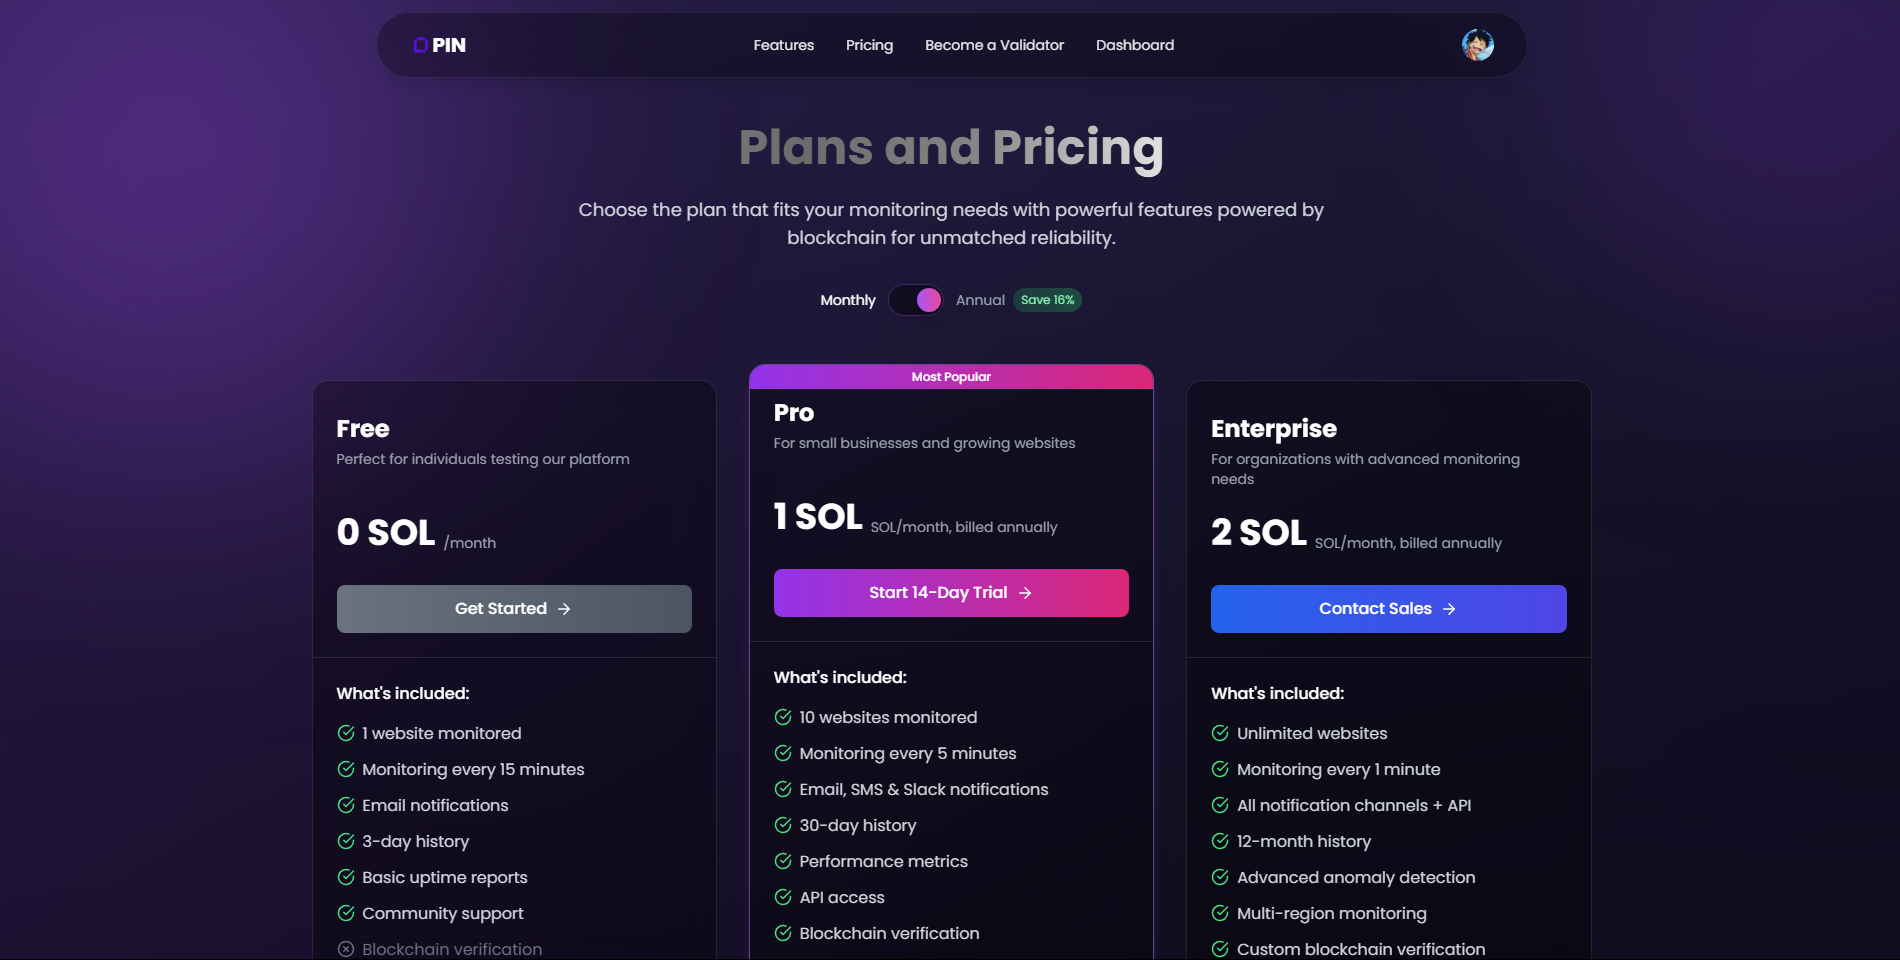 PIN
Features
Pricing
Become a Validator
Dashboard
Plans and Pricing
Choose the plan that fits your monitoring needs with powerful features powered by
blockchain for unmatched reliability.
Monthly
Annual
Save 16%
Free
Perfect for individuals testing our platform
0 SOL /month
Get Started →
What's included:
1 website monitored
Monitoring every 15 minutes
Email notifications
3-day history
Basic uptime reports
Community support
Blockchain verification
Most Popular
Pro
For small businesses and growing websites
1 SOL SOL/month, billed annually
Start 14-Day Trial →
What's included:
10 websites monitored
Monitoring every 5 minutes
Email, SMS & Slack notifications
30-day history
Performance metrics
API access
Blockchain verification
Enterprise
For organizations with advanced monitoring
needs
2 SOL SOL/month, billed annually
Contact Sales →
What's included:
Unlimited websites
Monitoring every 1 minute
All notification channels + API
12-month history
Advanced anomaly detection
Multi-region monitoring
Custom blockchain verification